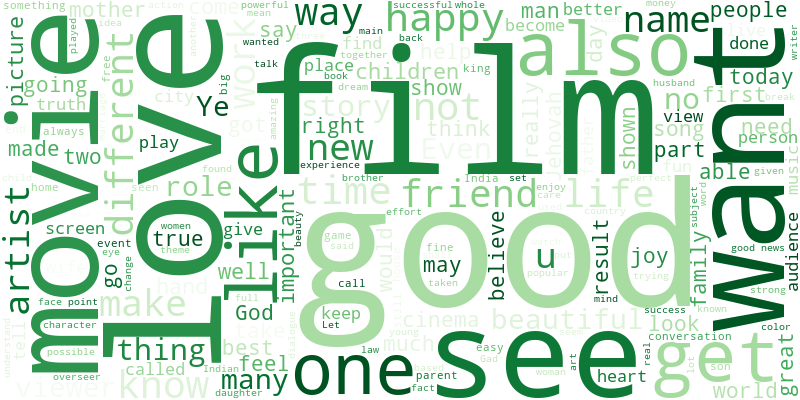 something
mother
way
happy
successful
whole
man
better
money
powerful
mean
idea
action
another
come
three
main
become
people
name
writer
picture
played
different
say
wanted
talk
find
together
back
help
also
day
done
live
today
going
truth
free
work
big
place
book
children
king
show
dream
husband
break
movie
love
film
want
city
always
Ye
amazing
story
not
really
Jehovah
shown
no
first
song
view
need
person
made
two
play
got
right
new
think
Even
part
fun
able
given
experience
like
brother
India
set
enjoy
care
perfect
child
home
seen
found
role
time
friend
life
music
artist
screen
women
true
theme
give
important
beauty
effort
country
subject
word
event
eye
go
change
well
game
said
good
would
fine
may
taken
u
believe
popular
result
joy
trying
family
good news
audience
hand
full
God
call
keep
Let
mind
strong
face
point
make
take
cinema
beautiful
success
known
color
character
tell
understand
possible
thing
best
law
young
much
easy
seem
look
conversation
great
overseer
called
Indian
feel
one
see
Gad
art
real
get
lot
son
viewer
know
many
daughter
parent
fact
based
woman
heart
world